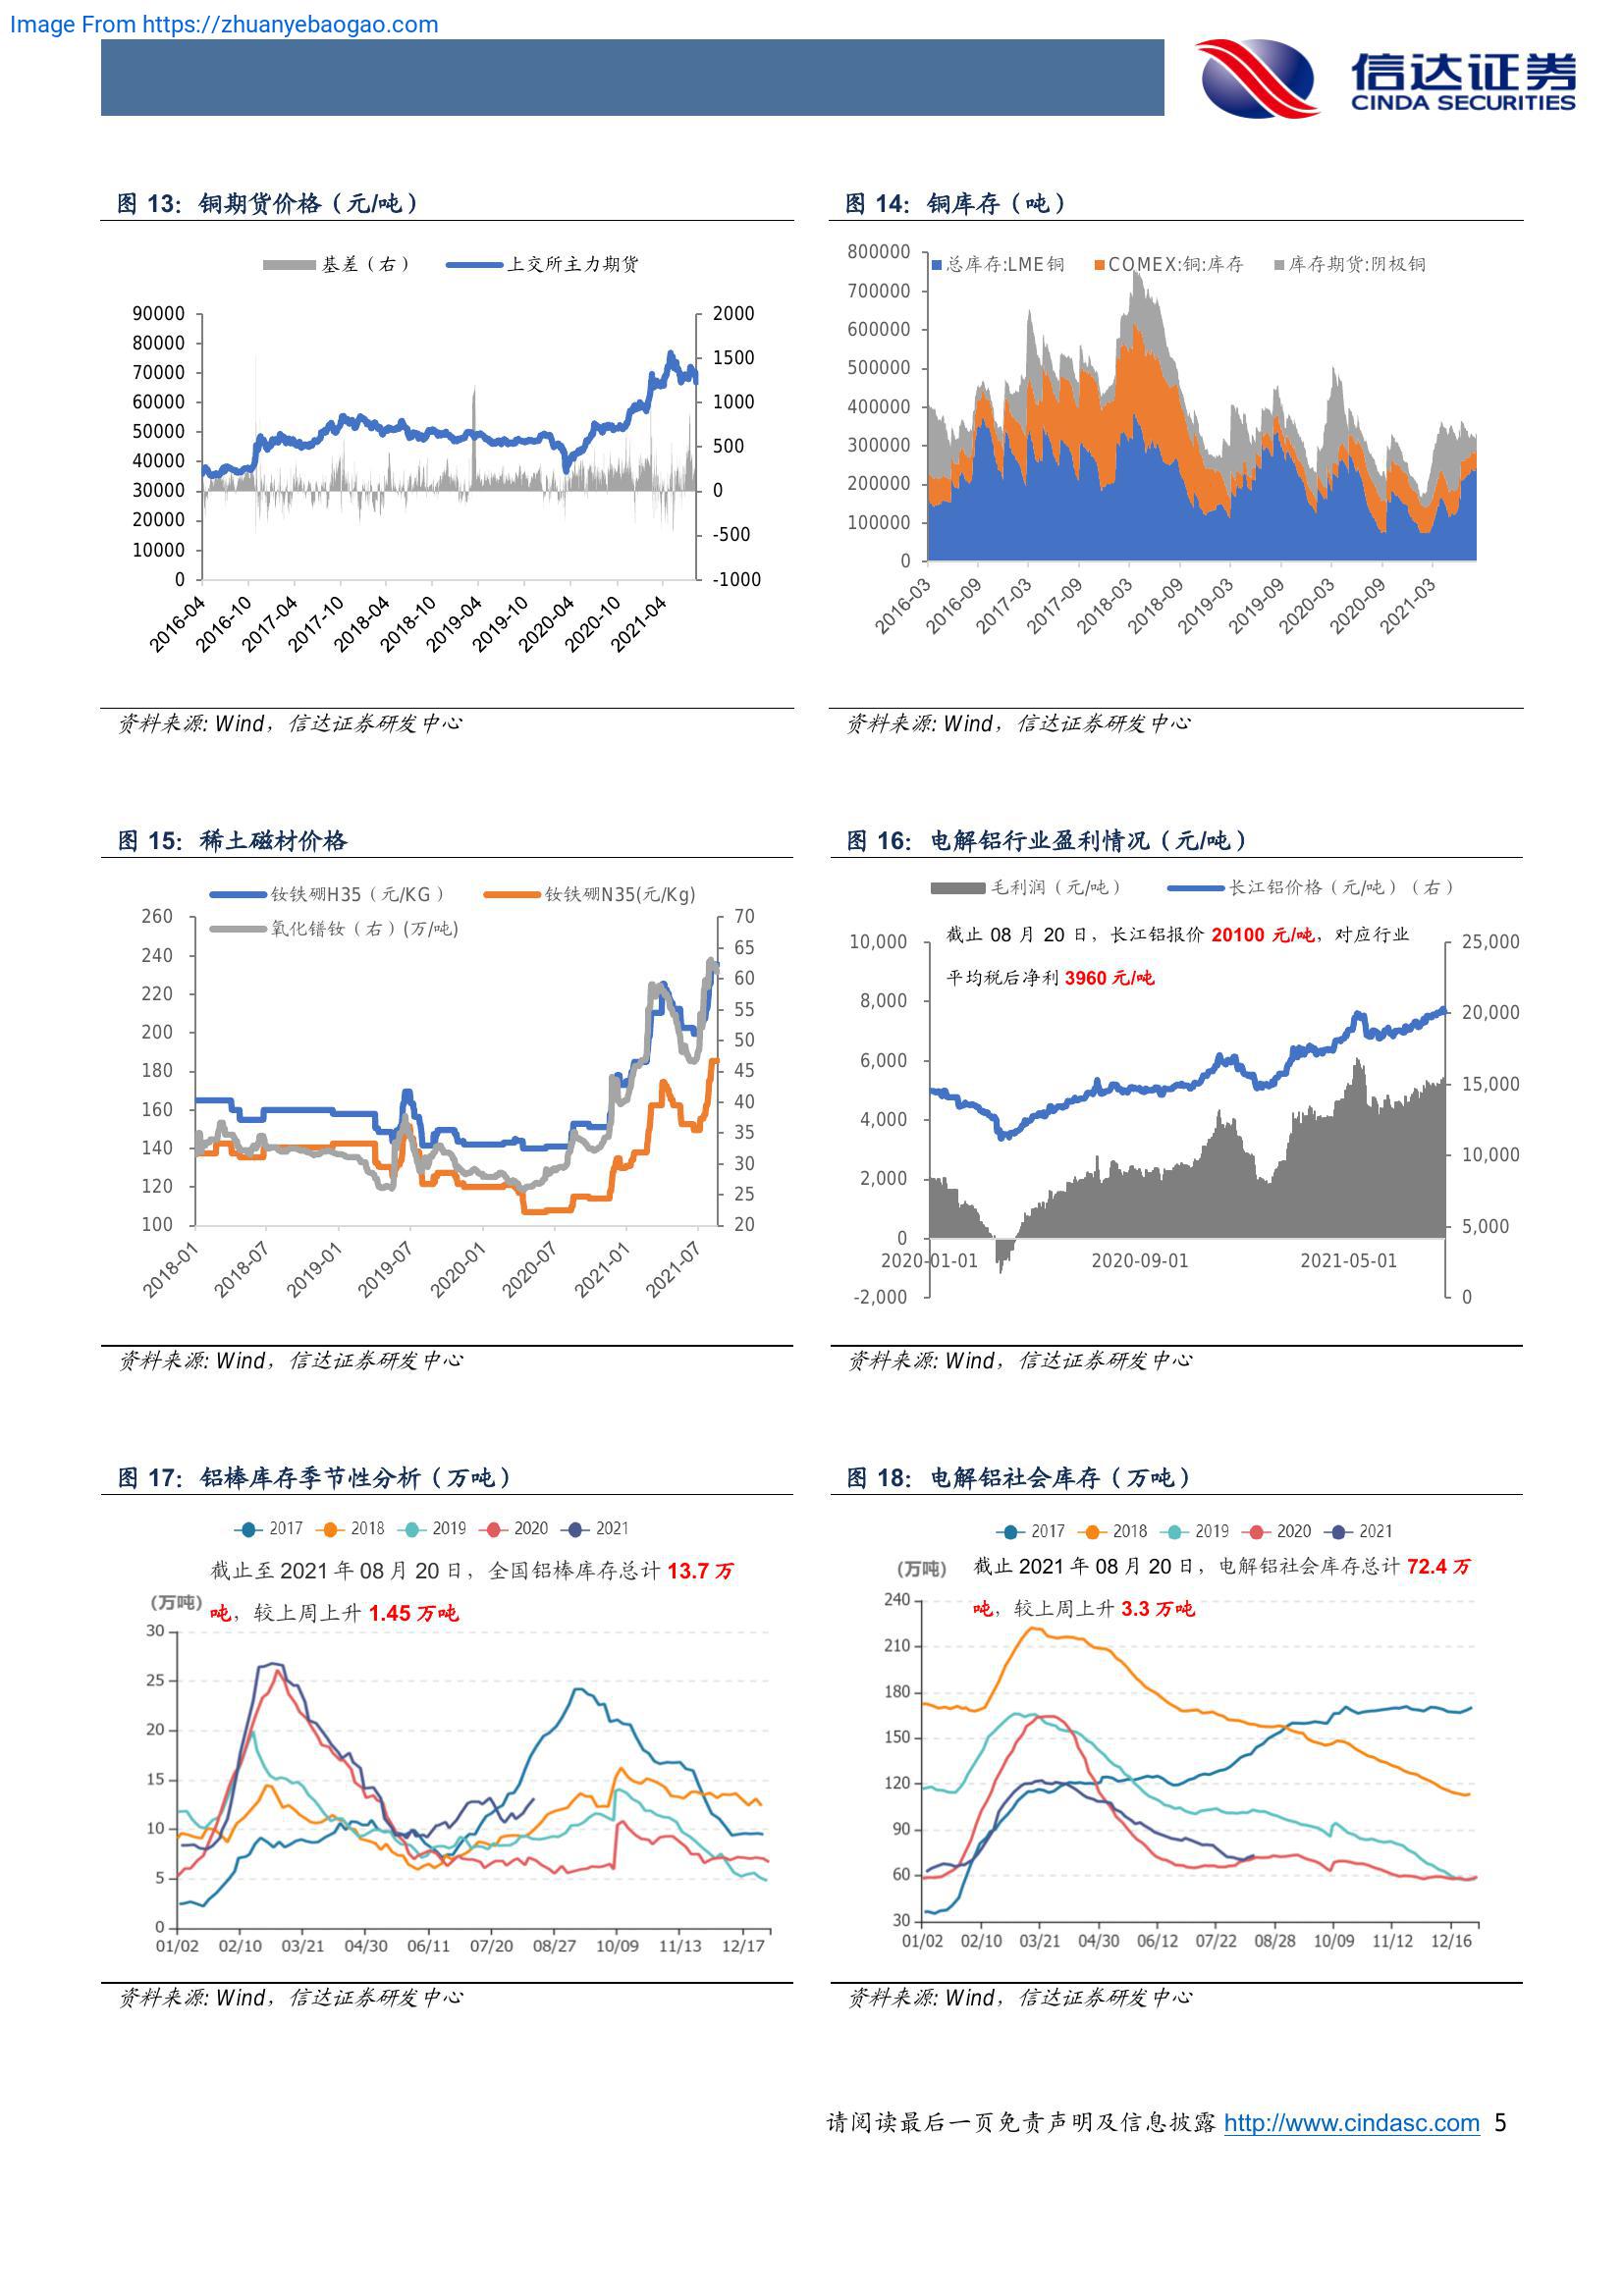 Image From https://zhuanyebaogao.com
信达证券
CINDA SECURITIES
图 13：铜期货价格（元/吨）
基差（右） 上交所主力期货
90000
80000
70000
60000
50000
40000
30000
20000
10000
0
2000
1500
1000
500
0
-500
-1000
2016-04 2016-10 2017-04 2017-10 2018-04 2018-10 2019-04 2019-10 2020-04 2020-10 2021-04
资料来源: Wind，信达证券研发中心
图 14：铜库存（吨）
总库存:LME铜 COMEX:铜:库存 库存期货:阴极铜
800000
700000
600000
500000
400000
300000
200000
100000
0
2016-03 2016-09 2017-03 2017-09 2018-03 2018-09 2019-03 2019-09 2020-03 2020-09 2021-03
资料来源: Wind，信达证券研发中心
图 15：稀土磁材价格
钕铁硼H35（元/KG） 钕铁硼N35(元/Kg)
氧化镨钕（右）(万/吨)
260
240
220
200
180
160
140
120
100
70
65
60
55
50
45
40
35
30
25
20
2018-01 2018-07 2019-01 2019-07 2020-01 2020-07 2021-01 2021-07
资料来源: Wind，信达证券研发中心
图 16：电解铝行业盈利情况（元/吨）
毛利润（元/吨） 长江铝价格（元/吨）（右）
截止 08 月 20 日，长江铝报价 20100 元/吨，对应行业
平均税后净利 3960 元/吨
10,000
8,000
6,000
4,000
2,000
0
-2,000
25,000
20,000
15,000
10,000
5,000
0
2020-01-01 2020-09-01 2021-05-01
资料来源: Wind，信达证券研发中心
图 17：铝棒库存季节性分析（万吨）
2017 2018 2019 2020 2021
截止至 2021 年 08 月 20 日，全国铝棒库存总计 13.7 万
吨，较上周上升 1.45 万吨
(万吨)
30
25
20
15
10
5
0
01/02 02/10 03/21 04/30 06/11 07/20 08/27 10/09 11/13 12/17
资料来源: Wind，信达证券研发中心
图 18：电解铝社会库存（万吨）
2017 2018 2019 2020 2021
(万吨)
截止 2021 年 08 月 20 日，电解铝社会库存总计 72.4 万
吨，较上周上升 3.3 万吨
240
210
180
150
120
90
60
30
01/02 02/10 03/21 04/30 06/12 07/22 08/28 10/09 11/12 12/16
资料来源: Wind，信达证券研发中心
请阅读最后一页免责声明及信息披露 http://www.cindasc.com 5